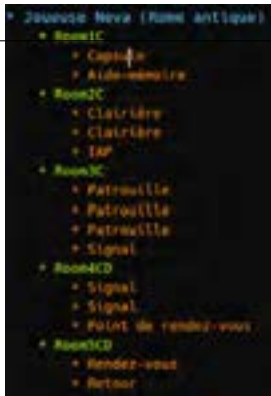 * Joueuse Neva (Rome antique)
* Room1C
* Capsule
* Aide-mémoire
* Room2C
* Clairière
* Clairière
* IAP
* Room3C
* Patrouille
* Patrouille
* Patrouille
* Signal
* Room4CD
* Signal
* Signal
* Point de rendez-vous
* Room5CD
* Rendez-vous
* Retour